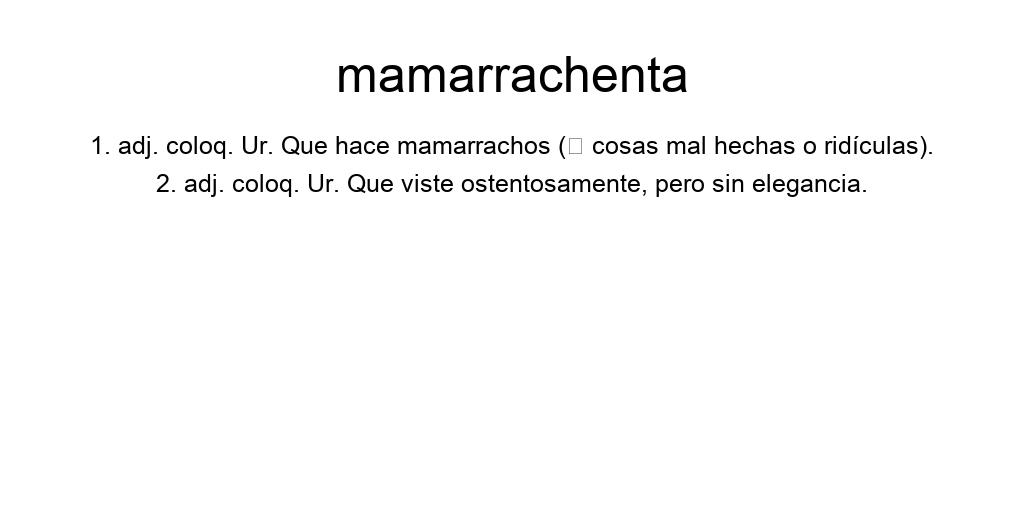 mamarrachenta
1. adj. coloq. Ur. Que hace mamarrachos (□ cosas mal hechas o ridículas).
2. adj. coloq. Ur. Que viste ostentosamente, pero sin elegancia.